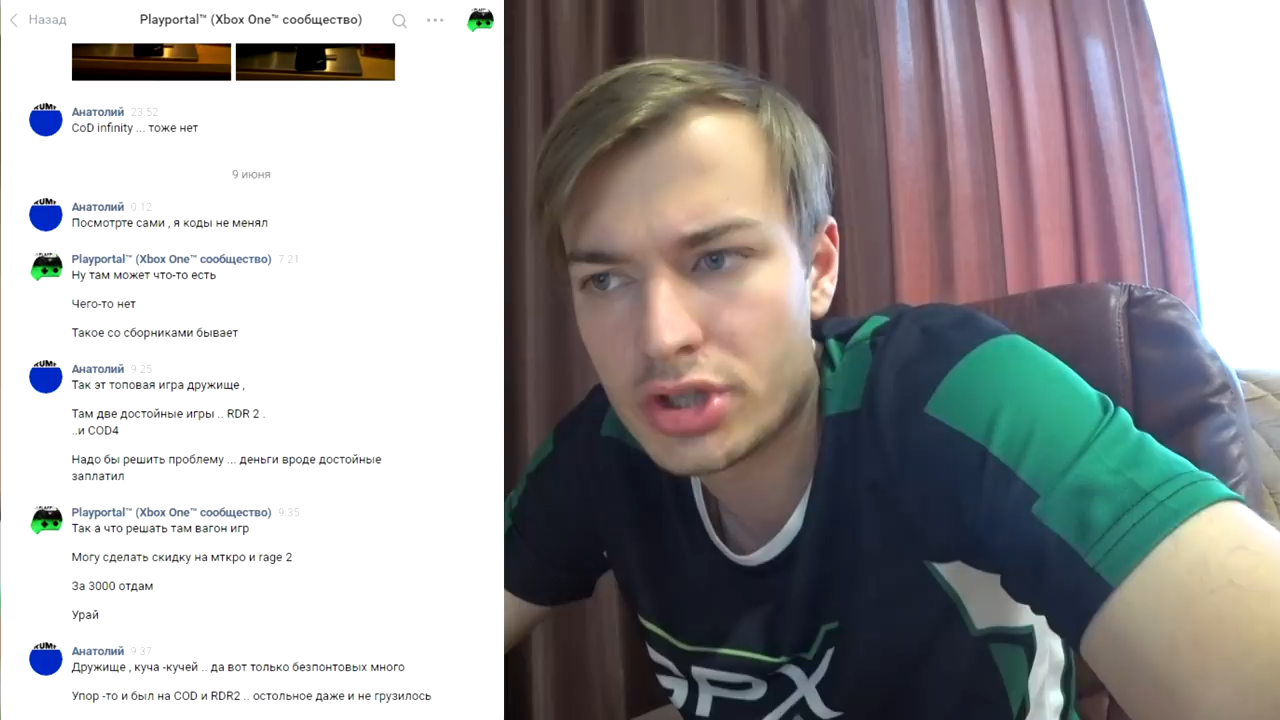 Назад
Playportal™ (Xbox One™ сообщество)
Анатолий 23:52
CoD infinity ... тоже нет
9 июня
Анатолий 0:12
Посмотрте сами , я коды не менял
Playportal™ (Xbox One™ сообщество) 7:21
Ну там может что-то есть
Чего-то нет
Такое со сборниками бывает
Анатолий 9:25
Так эт топовая игра дружище ,
Там две достойные игры .. RDR 2 .
..и COD4
Надо бы решить проблему ... деньги вроде достойные
заплатил
Playportal™ (Xbox One™ сообщество) 9:35
Так а что решать там вагон игр
Могу сделать скидку на мткро и rage 2
За 3000 отдам
Урай
Анатолий 9:37
Дружище , куча -кучей .. да вот только безпонтовых много
Упор -то и был на COD и RDR2 .. остольное даже и не грузилось
GPX